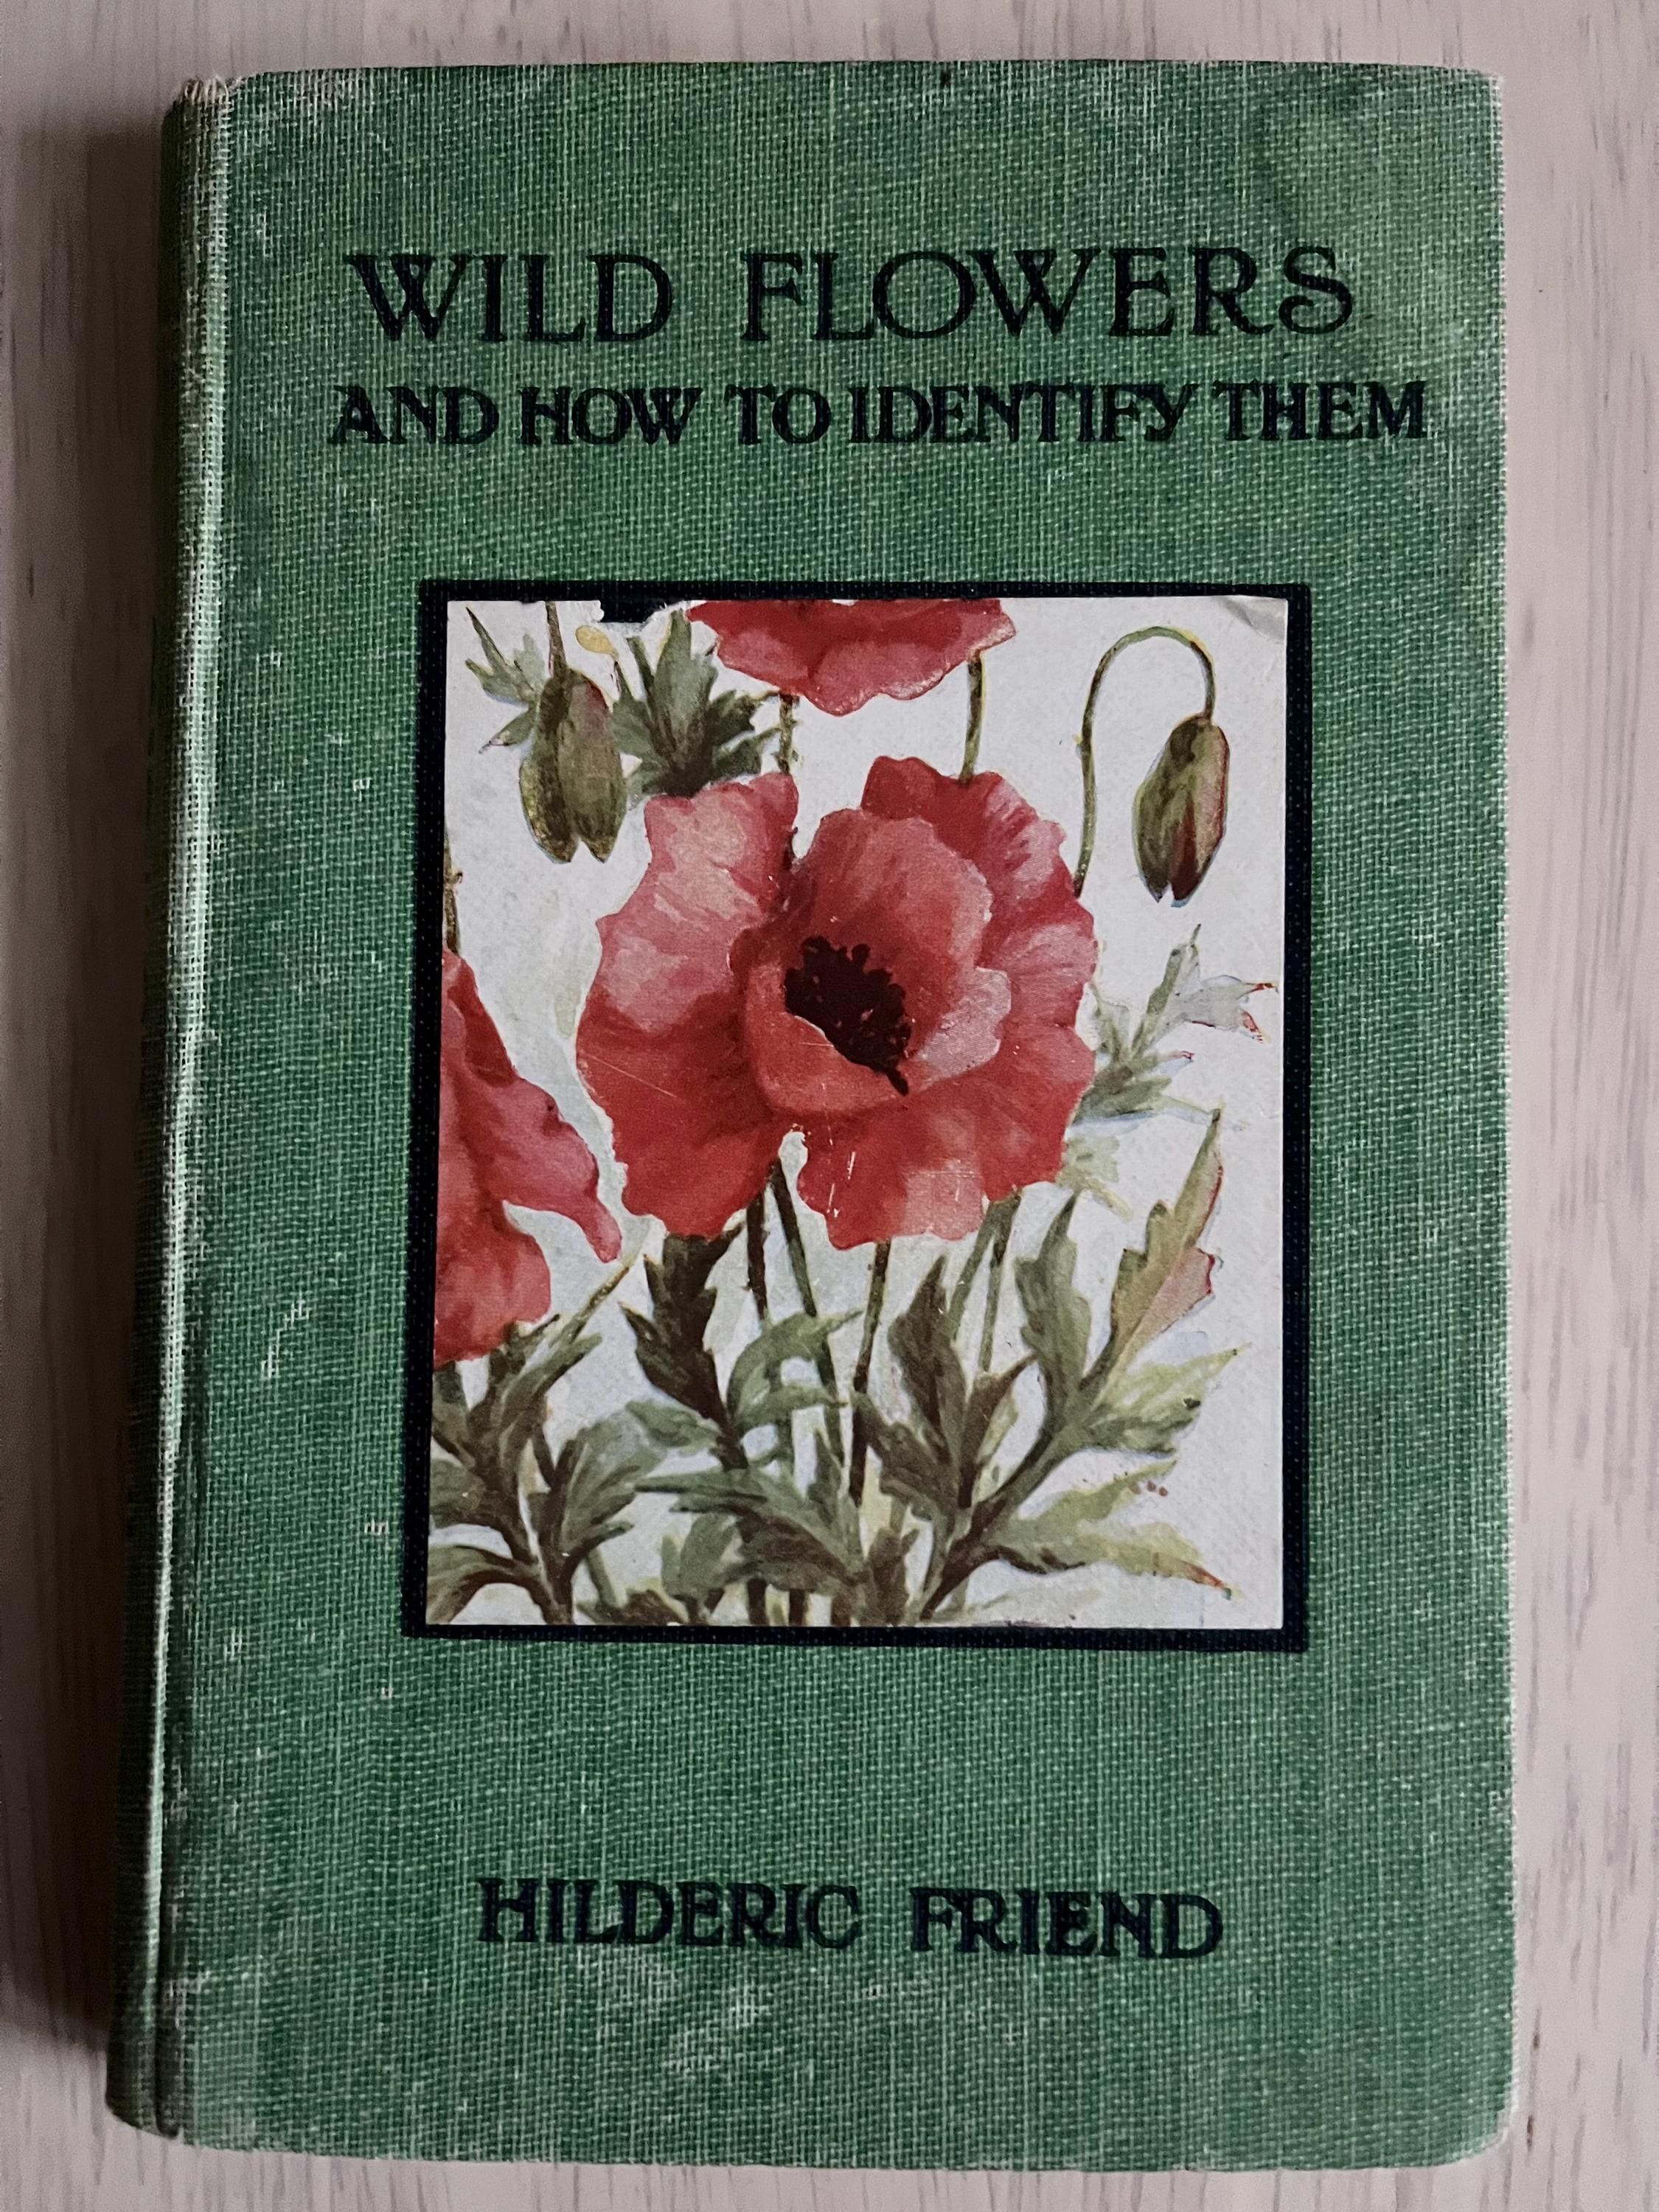 WILD FLOWERS
AND HOW TO IDENTIFY THEM
HILDERIC FRIEND